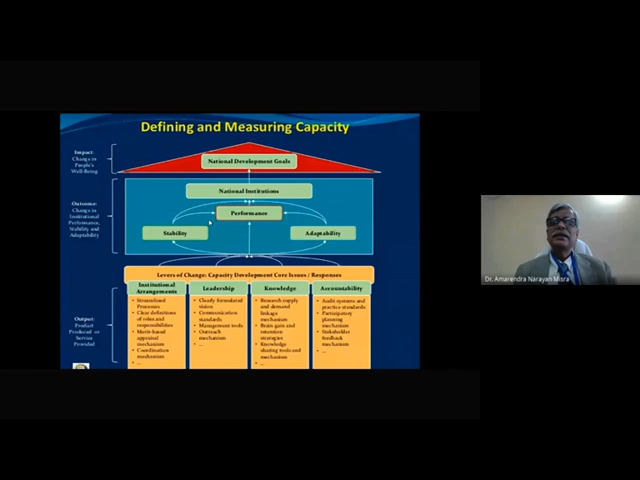 Defining and Measuring Capacity
Impact:
Change in
People's
Well-Being
National Development Goals
Outcome:
Change in
Institutional
Performance,
Stability and
Adaptability
National Institutions
Performance
Stability
Adaptability
Levers of Change: Capacity Development Core Issues / Responses
Output:
Product
Produced or
Service
Provided
Institutional
Arrangements
• Streamlined
Processes
• Clear definitions
of roles and
responsibilities
• Merit-based
appraisal
mechanism
• Coordination
mechanism
• ...
Leadership
• Clearly formulated
vision
• Communication
standards
• Management tools
• Outreach
mechanism
• ...
Knowledge
• Research supply
and demand
linkage
mechanism
• Brain gain and
retention
strategies
• Knowledge
sharing tools and
mechanism
• ...
Accountability
• Audit systems and
practice standards
• Participatory
planning
mechanism
• Stakeholder
feedback
mechanism
• ...
Dr. Amarendra Narayan Misra